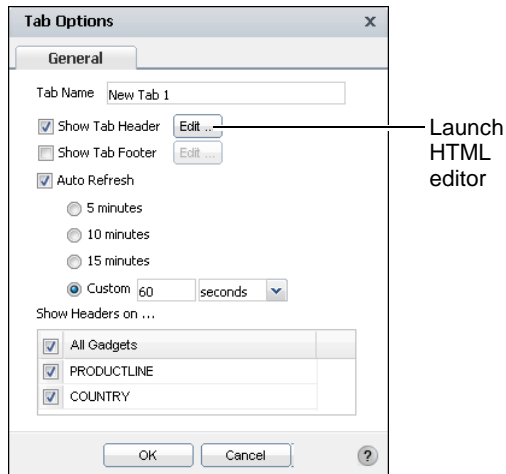 Tab Options x
General
Tab Name New Tab 1
Show Tab Header Edit ...
Show Tab Footer Edit ...
Auto Refresh
5 minutes
10 minutes
15 minutes
Custom 60 seconds
Show Headers on ...
All Gadgets
PRODUCTLINE
COUNTRY
OK Cancel ?
Launch
HTML
editor